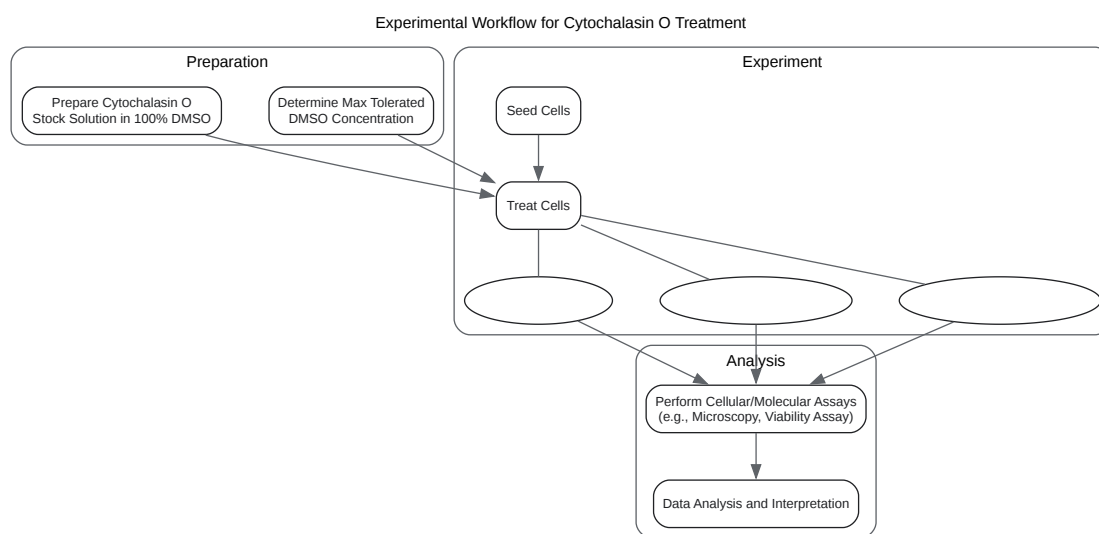 Experimental Workflow for Cytochalasin O Treatment
Preparation
Experiment
Prepare Cytochalasin O
Stock Solution in 100% DMSO
Determine Max Tolerated
DMSO Concentration
Seed Cells
Treat Cells
Analysis
Perform Cellular/Molecular Assays
(e.g., Microscopy, Viability Assay)
Data Analysis and Interpretation